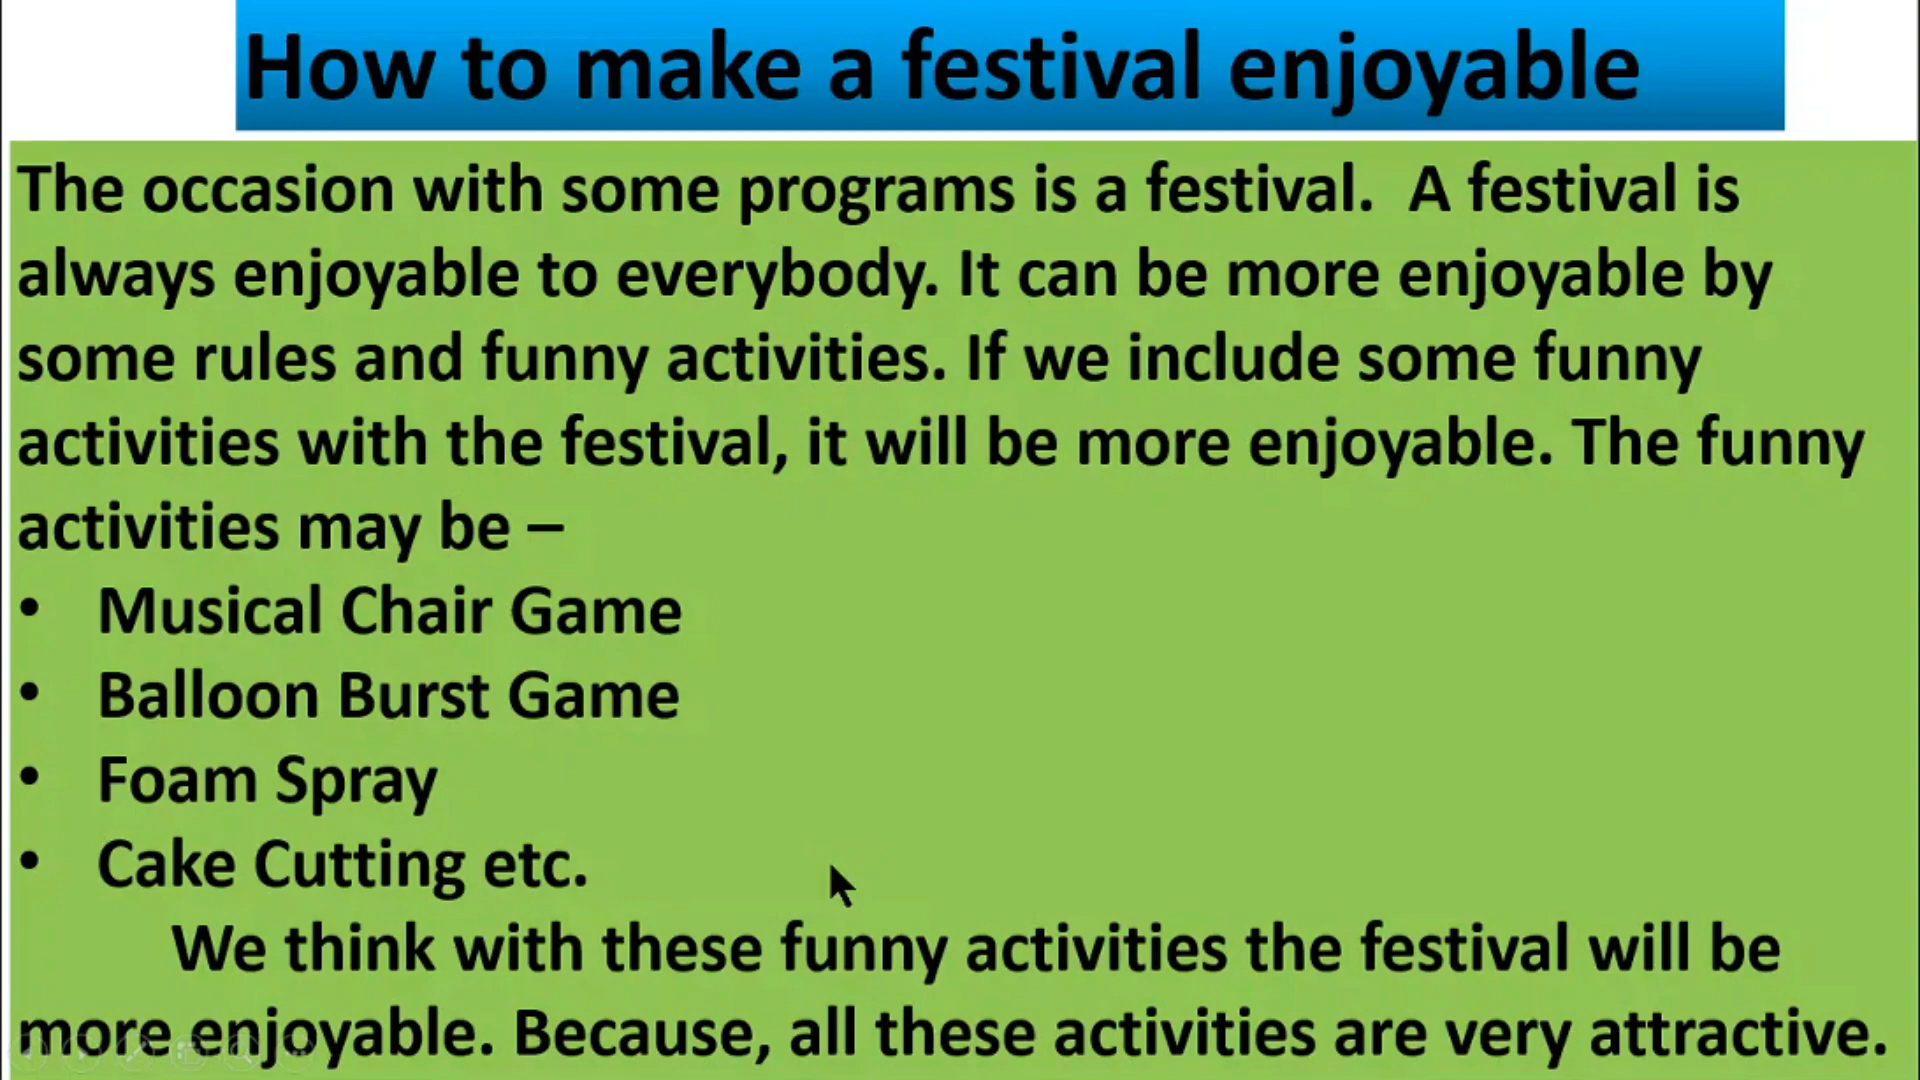 How to make a festival enjoyable
The occasion with some programs is a festival.  A festival is
always enjoyable to everybody. It can be more enjoyable by
some rules and funny activities. If we include some funny
activities with the festival, it will be more enjoyable. The funny
activities may be –
• Musical Chair Game
• Balloon Burst Game
• Foam Spray
• Cake Cutting etc.
We think with these funny activities the festival will be
more enjoyable. Because, all these activities are very attractive.